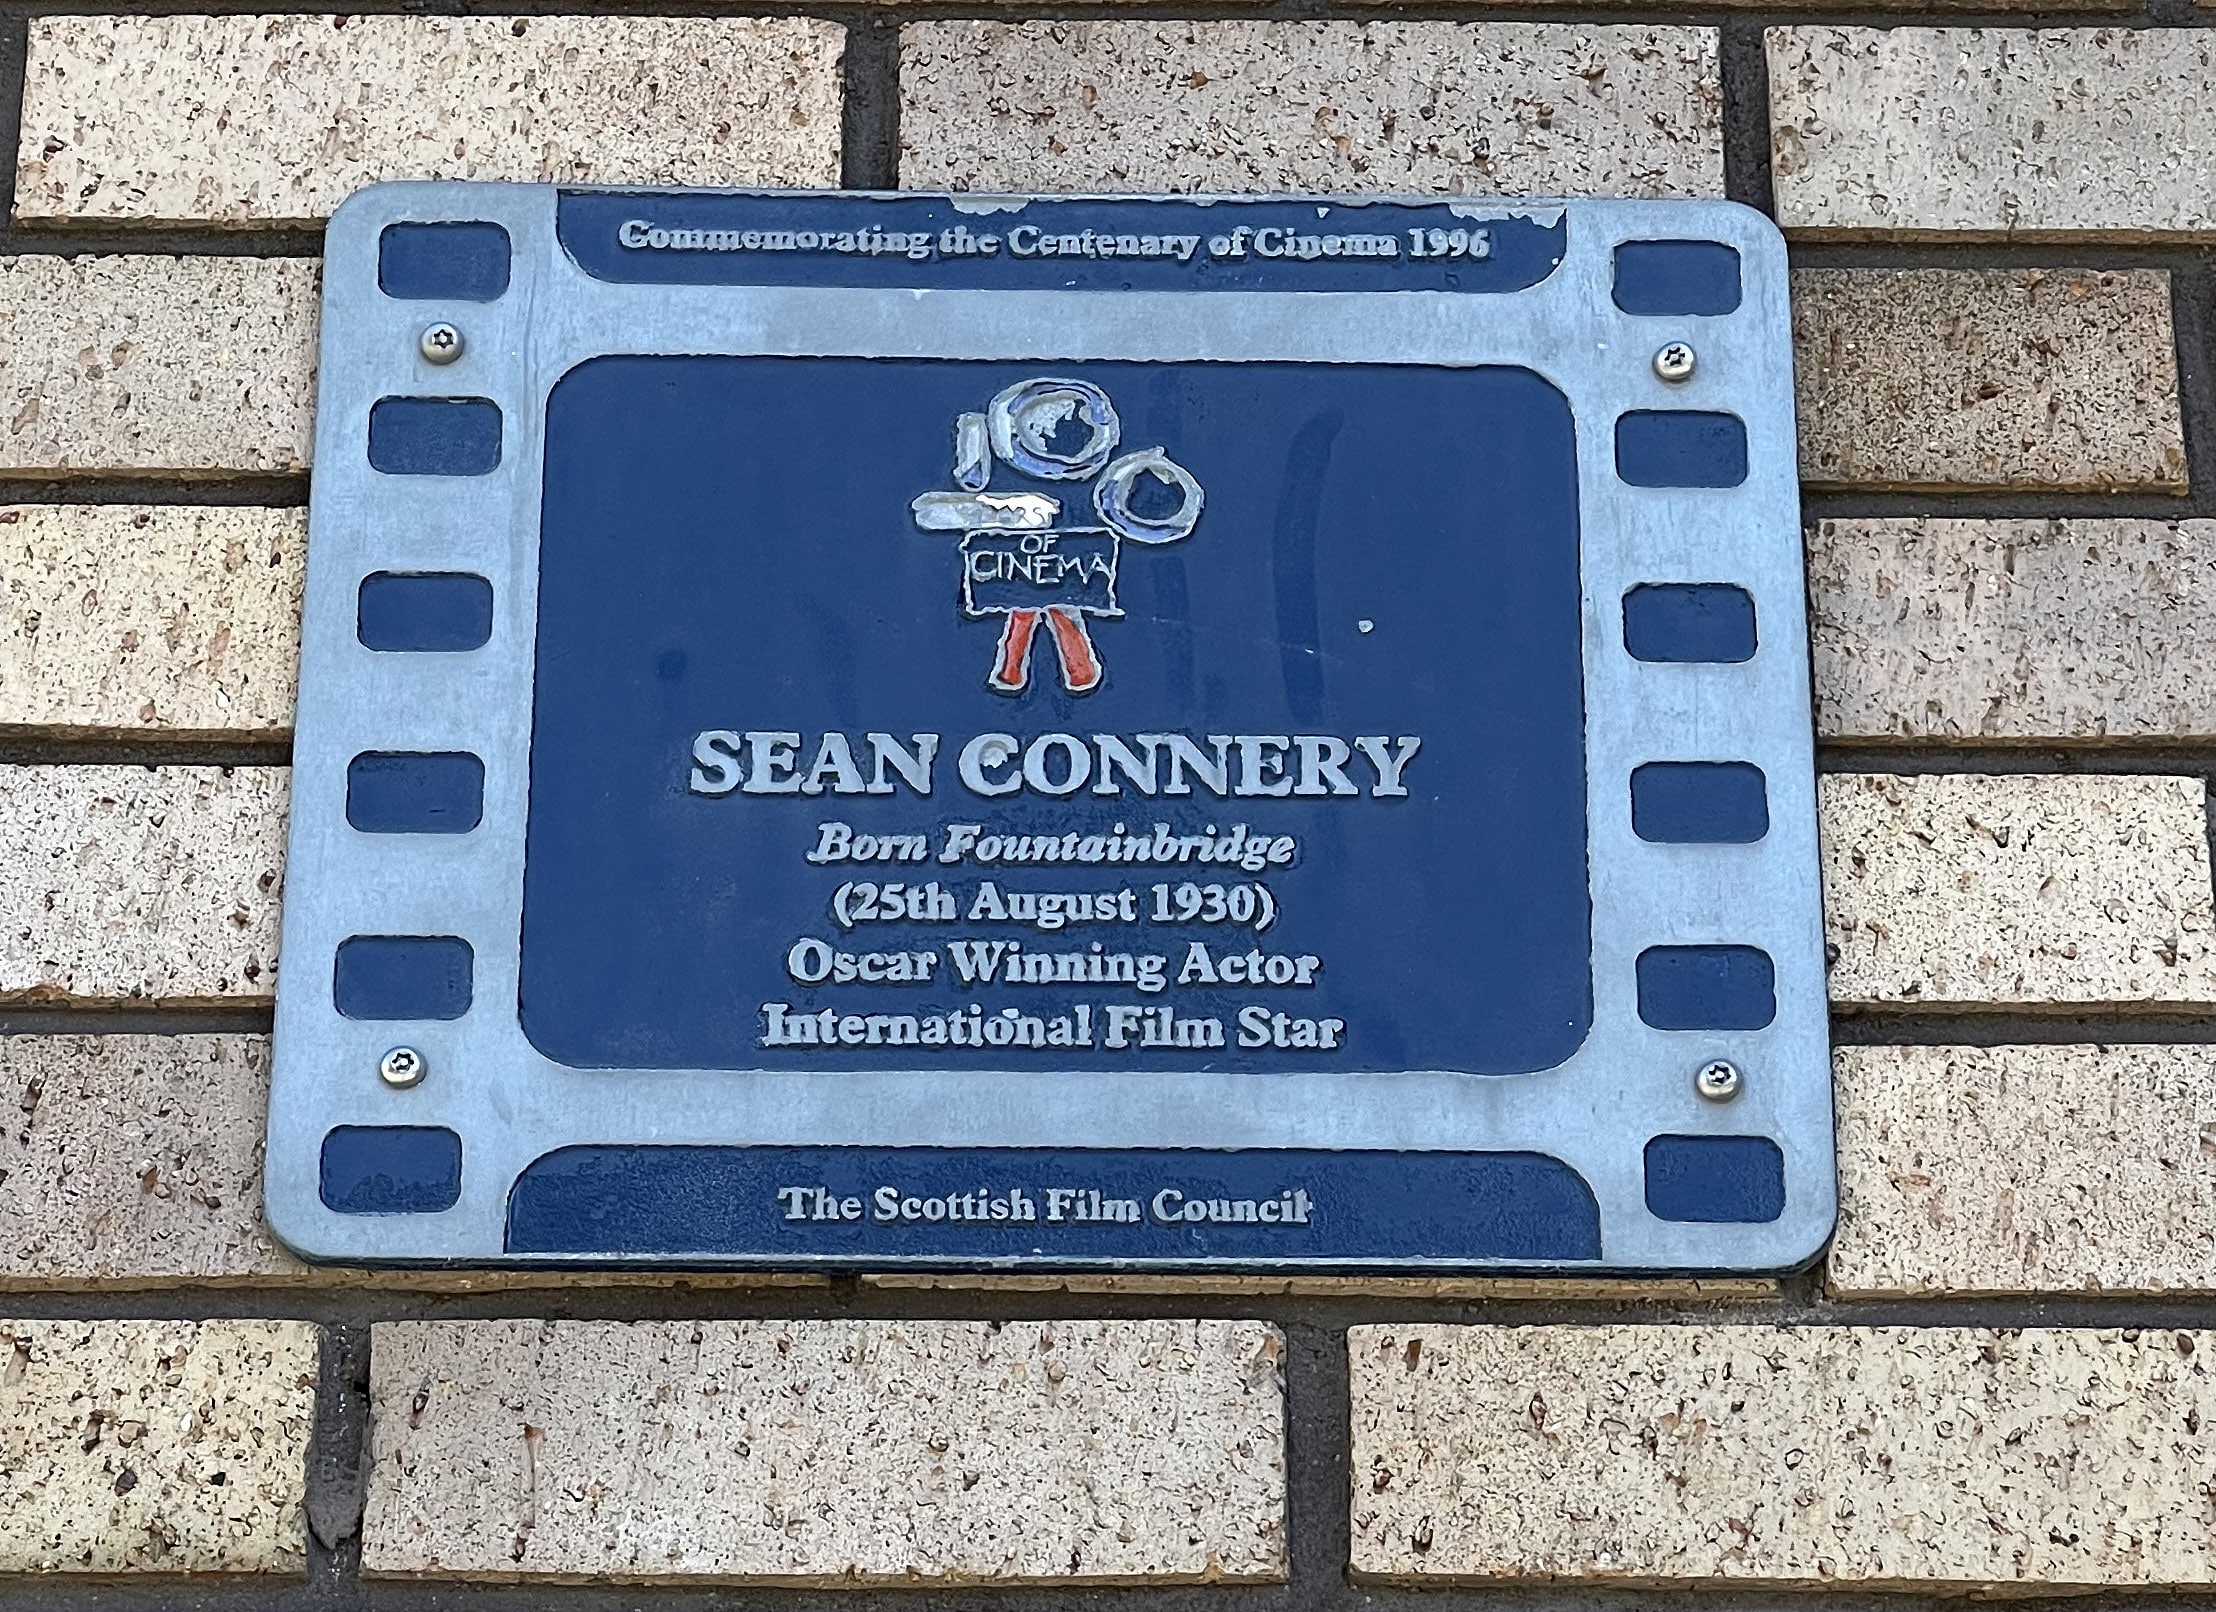 Commemorating the Centenary of Cinema 1996
OF
CINEMA
SEAN CONNERY
Born Fountainbridge
(25th August 1930)
Oscar Winning Actor
International Film Star
The Scottish Film Council